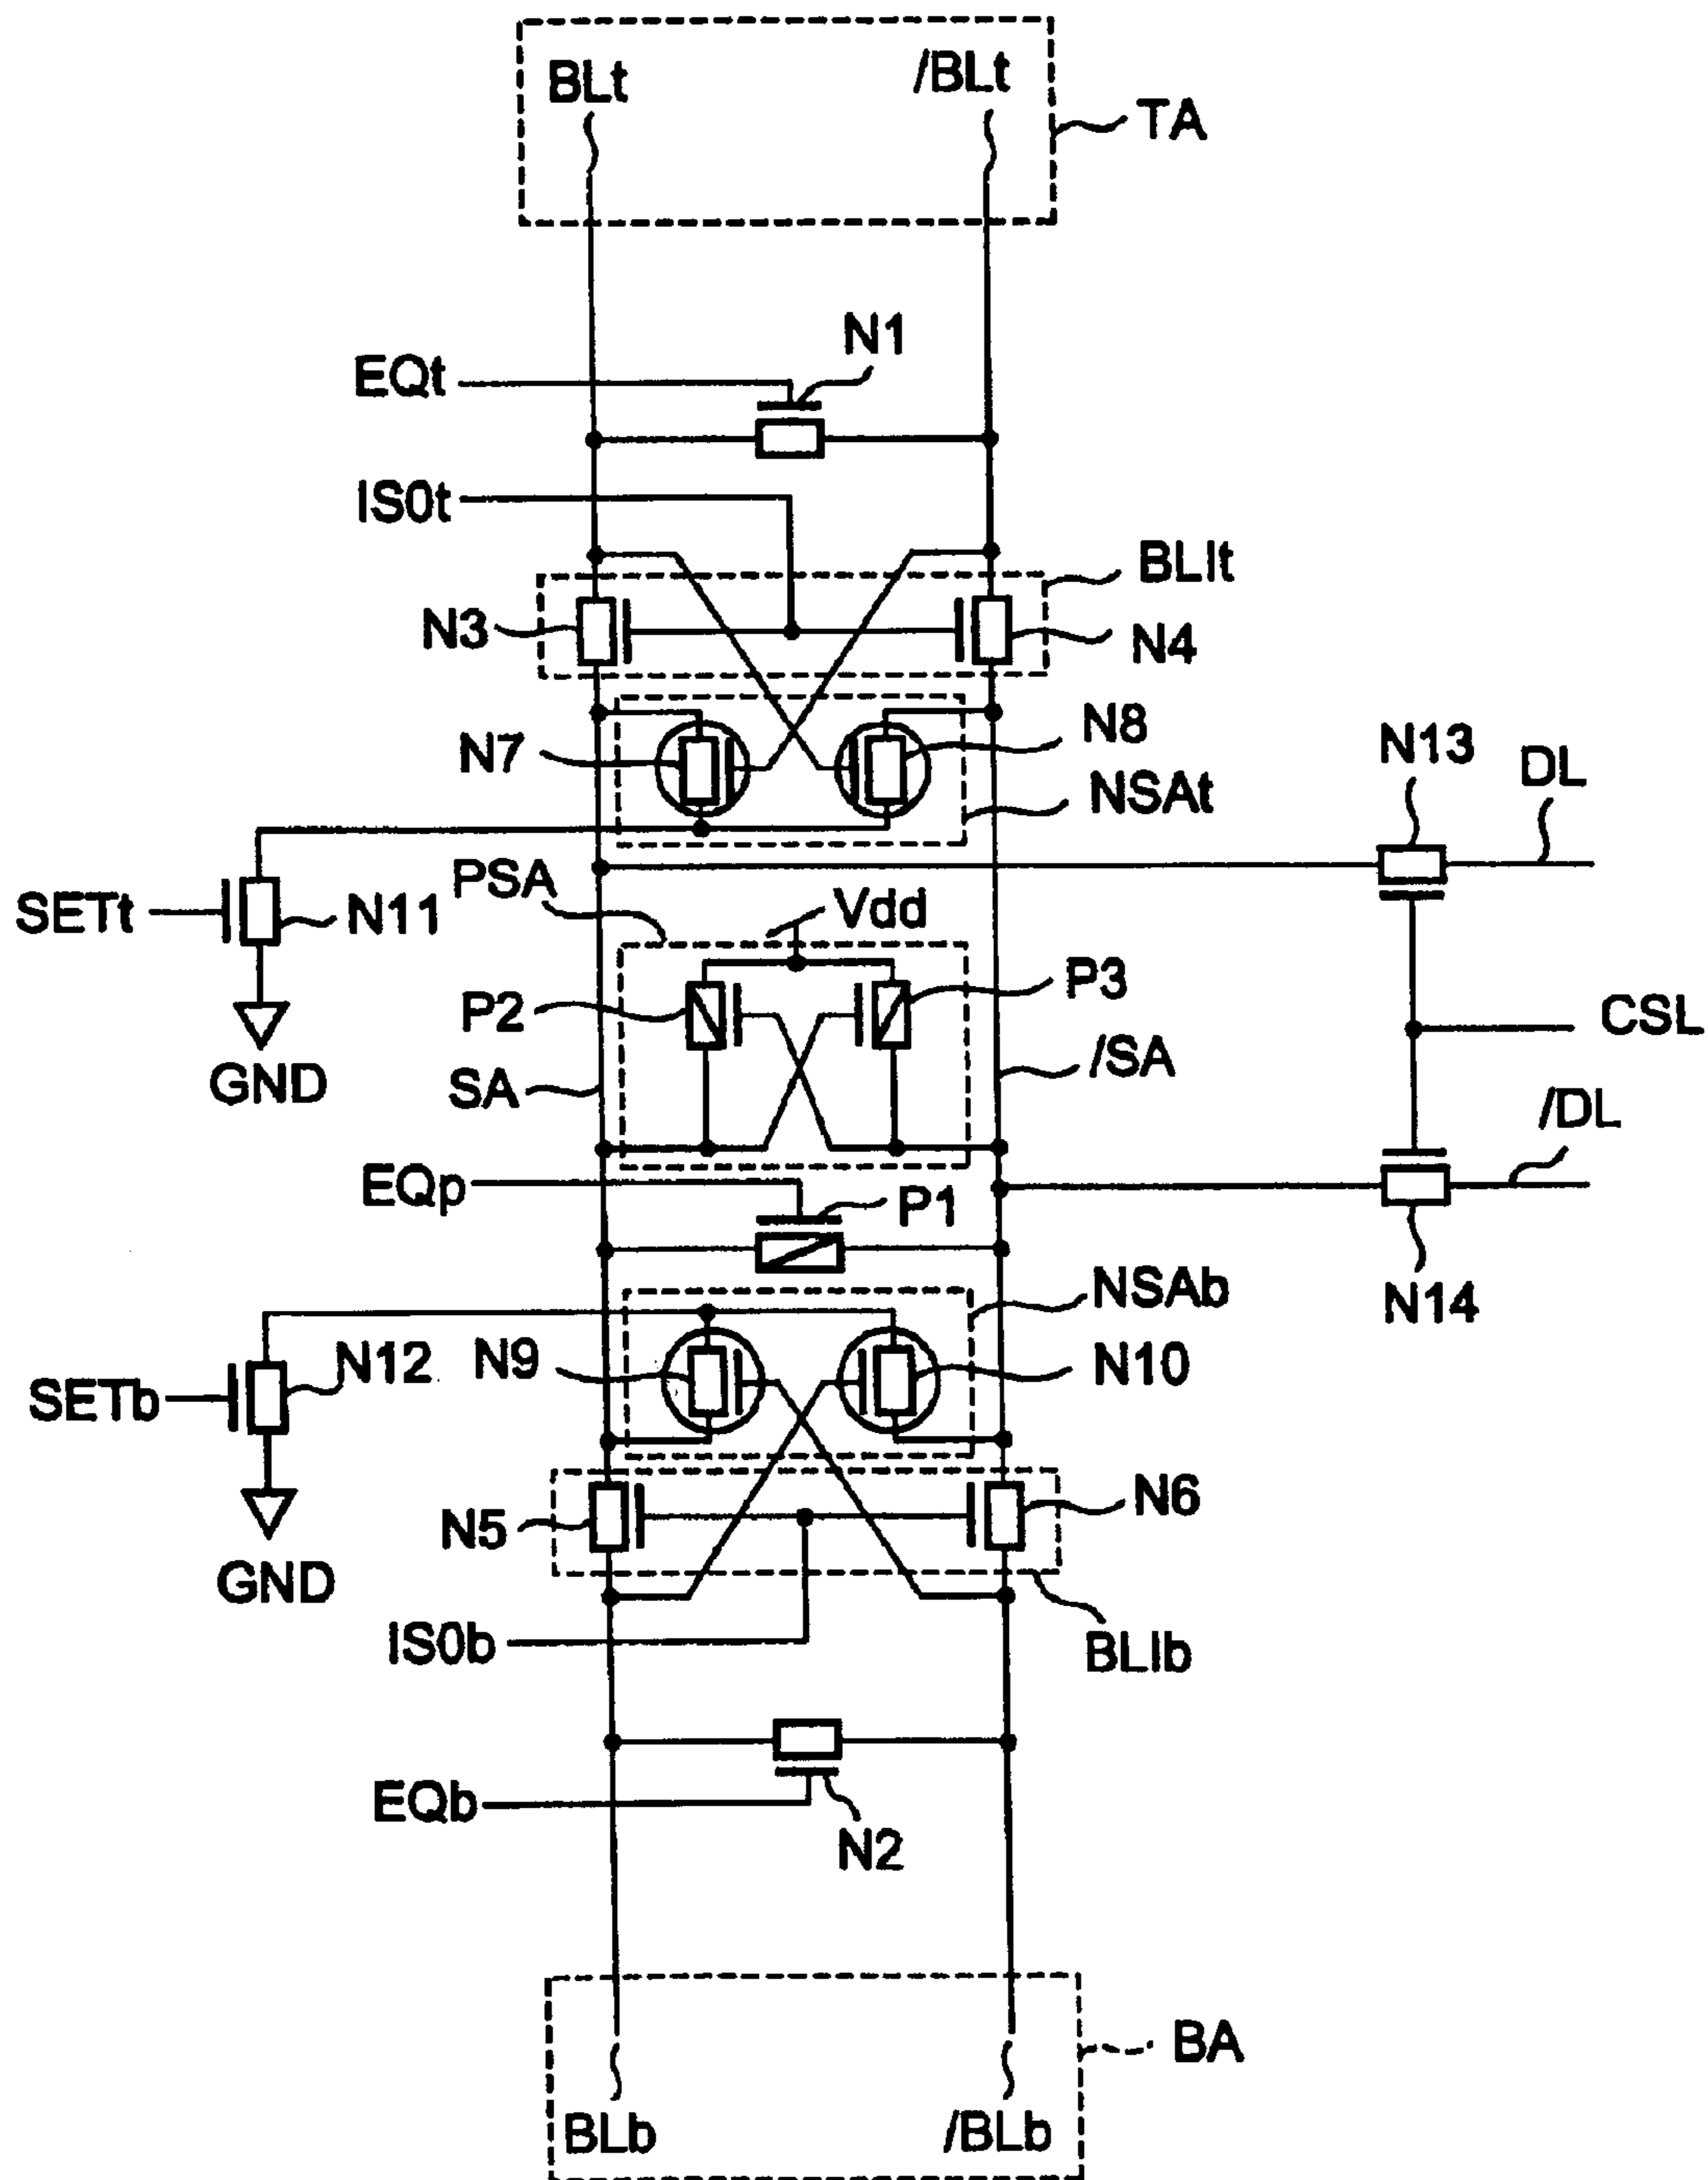 BLt /BLt
TA
N1
EQt
IS0t
BLIt
N3
N4
N7
N8
N13
DL
NSAt
PSA
Vdd
SETt
N11
P2
P3
CSL
GND
SA
/SA
/DL
EQp
P1
NSAb
N14
N9
N10
N12
SETb
N5
N6
GND
IS0b
BLIb
EQb
N2
BA
BLb /BLb